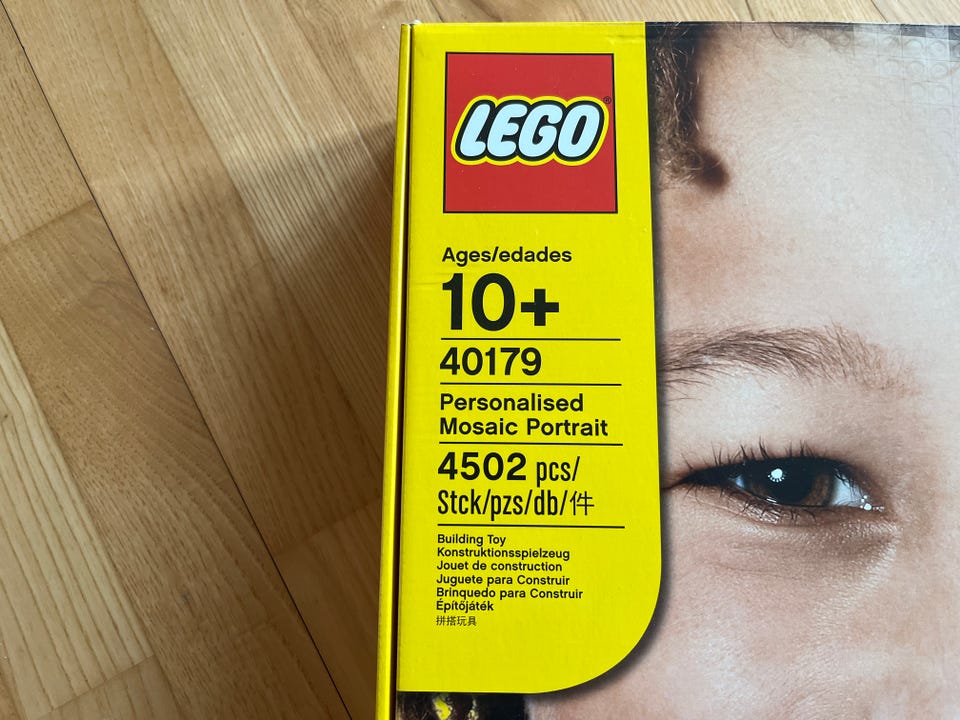 LEGO®
Ages/edades
10+
40179
Personalised
Mosaic Portrait
4502 pcs/
Stck/pzs/db/件
Building Toy
Konstruktionsspielzeug
Jouet de construction
Juguete para Construir
Brinquedo para Construir
Építőjáték
拼搭玩具